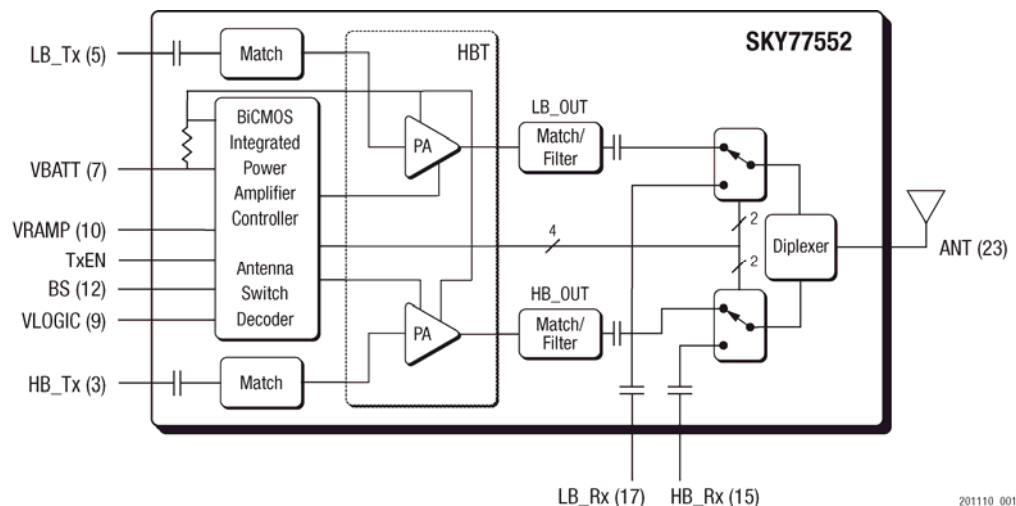 SKY77552
LB_Tx (5)
Match
HBT
LB_OUT
BiCMOS
Integrated
Power
Amplifier
Controller
Antenna
Switch
Decoder
PA
Match/
Filter
VBATT (7)
VRAMP (10)
TxEN
BS (12)
VLOGIC (9)
4
2
2
Diplexer
ANT (23)
HB_OUT
PA
Match/
Filter
HB_Tx (3)
Match
LB_Rx (17)
HB_Rx (15)
201110_001